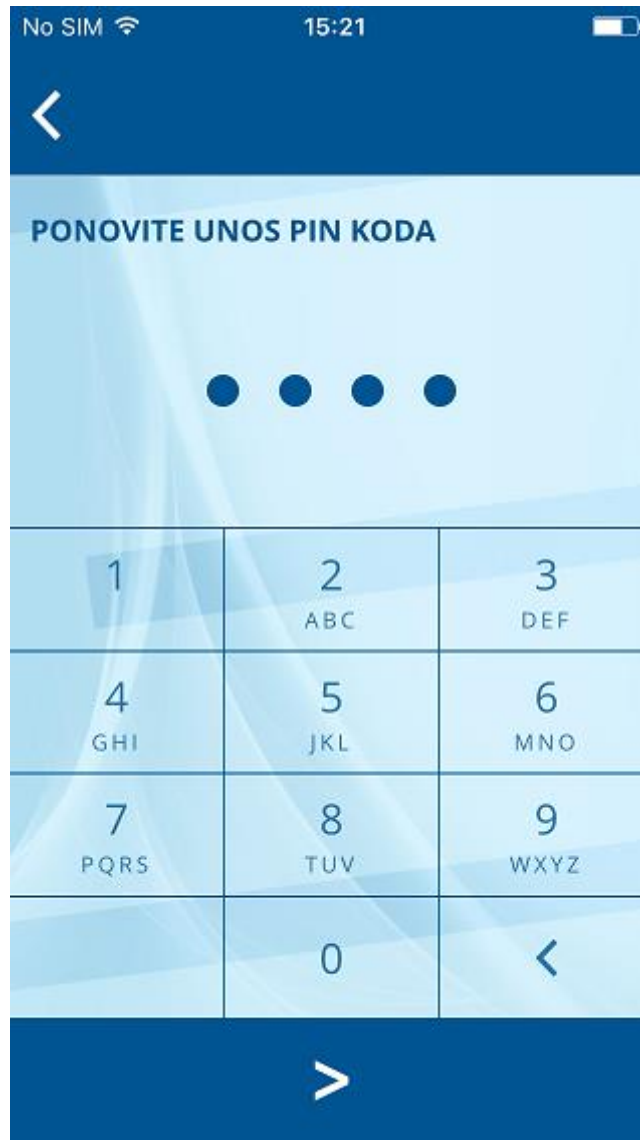 No SIM 15:21
PONOVITE UNOS PIN KODA
1 2 3
ABC DEF
4 5 6
GHI JKL MNO
7 8 9
PQRS TUV WXYZ
0 <
>